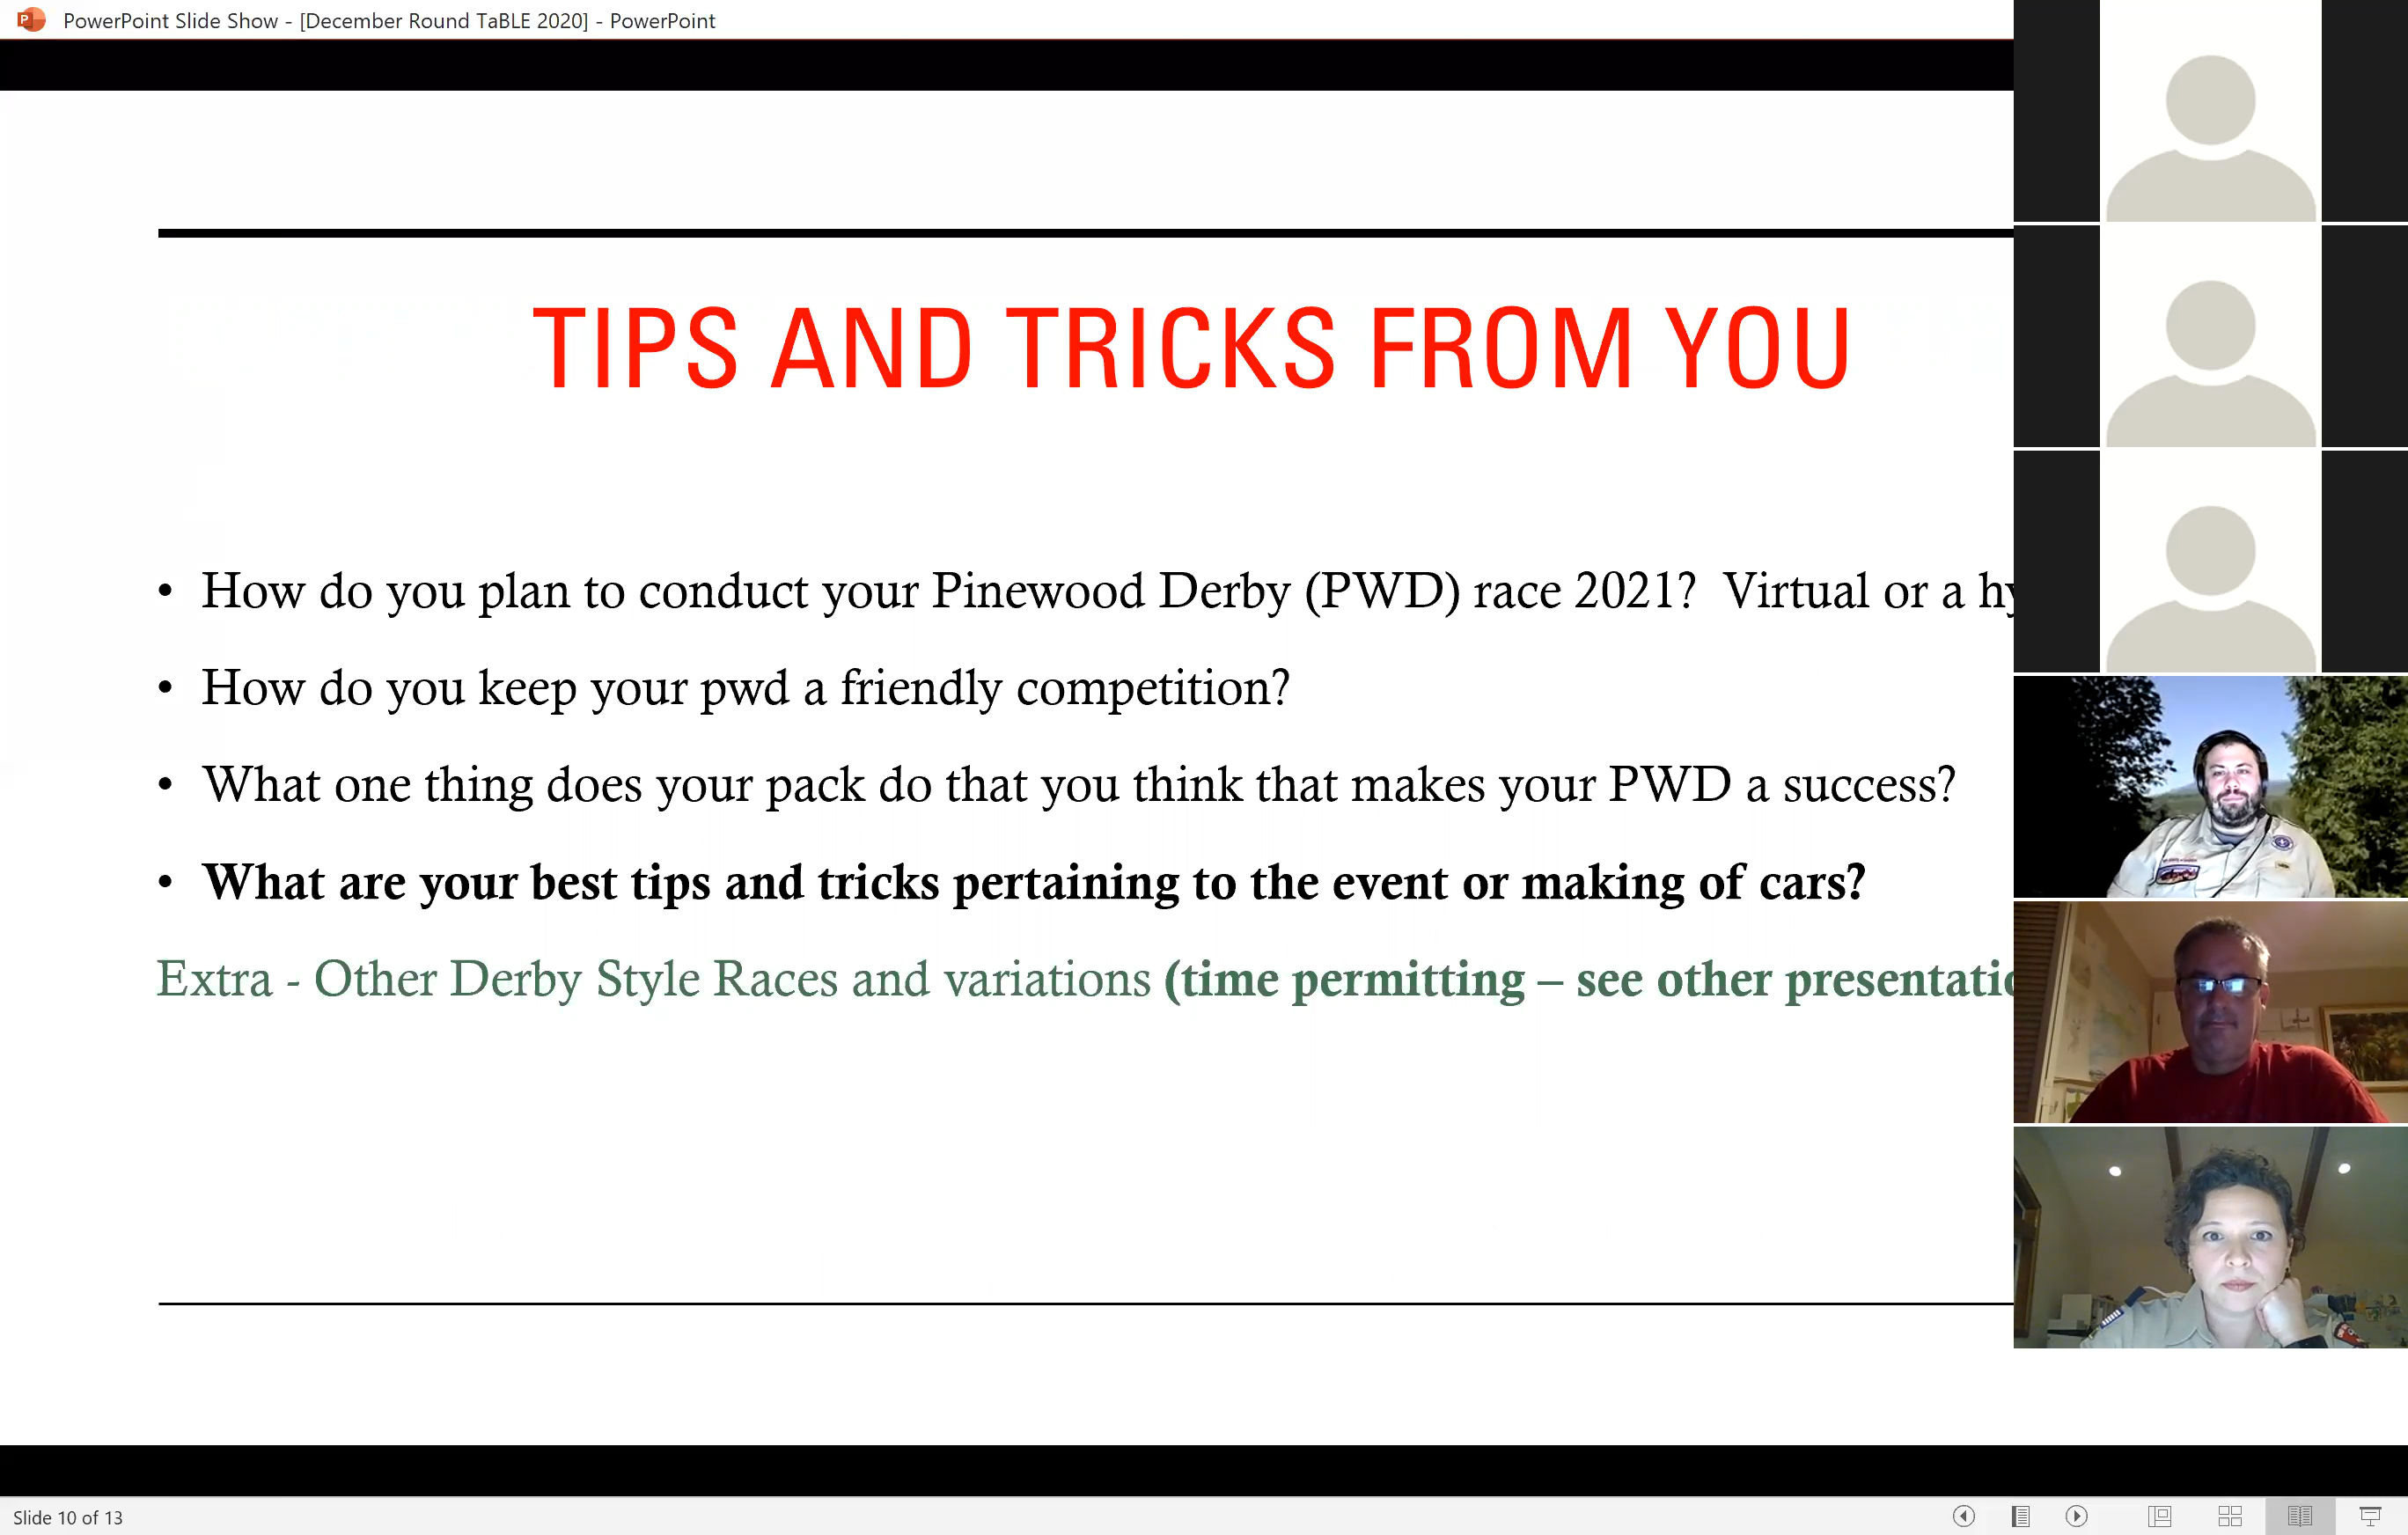 PowerPoint Slide Show - [December Round TaBLE 2020] - PowerPoint
TIPS AND TRICKS FROM YOU
• How do you plan to conduct your Pinewood Derby (PWD) race 2021? Virtual or a
• How do you keep your pwd a friendly competition?
• What one thing does your pack do that you think that makes your PWD a success?
• What are your best tips and tricks pertaining to the event or making of cars?
Extra - Other Derby Style Races and variations (time permitting – see other
Slide 10 of 13